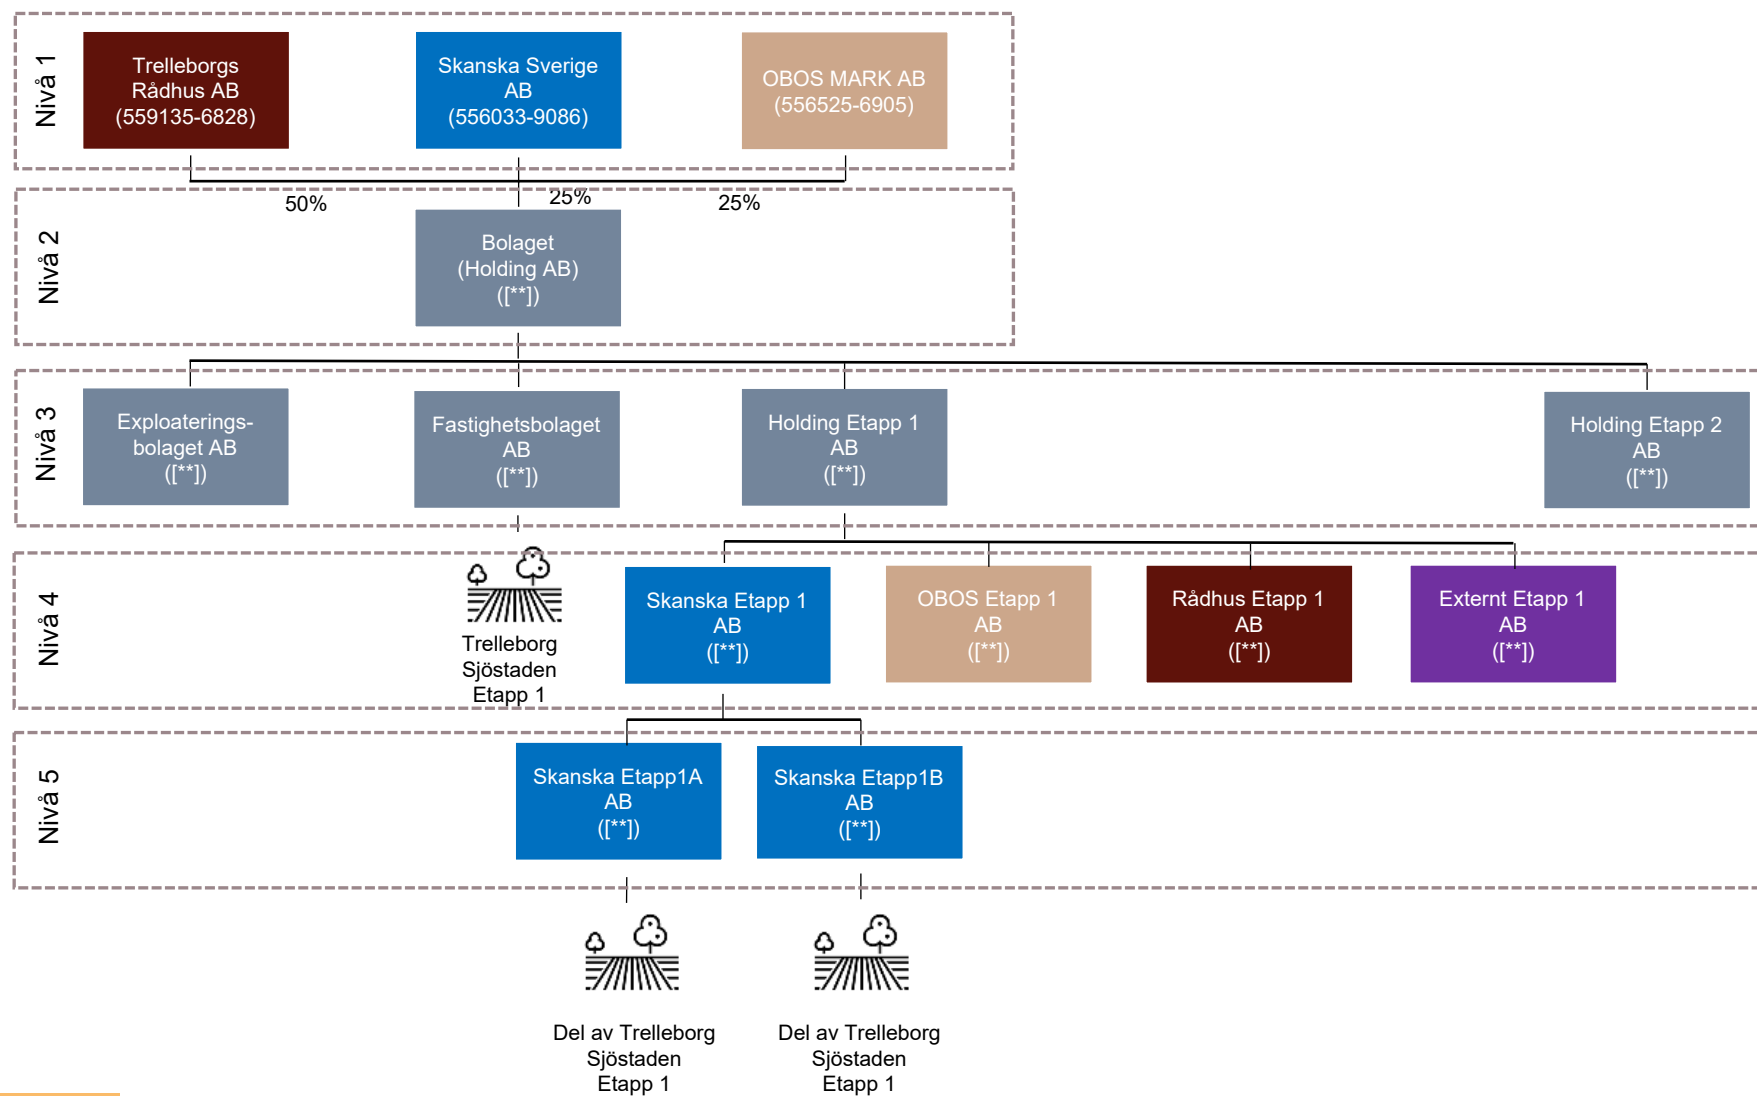 Nivå 1
Trelleborgs
Rådhus AB
(559135-6828)
Skanska Sverige
AB
(556033-9086)
OBOS MARK AB
(556525-6905)
50%
25%
25%
Nivå 2
Bolaget
(Holding AB)
([**])
Nivå 3
Exploaterings-
bolaget AB
([**])
Fastighetsbolaget
AB
([**])
Holding Etapp 1
AB
([**])
Holding Etapp 2
AB
([**])
Nivå 4
Trelleborg
Sjöstaden
Etapp 1
Skanska Etapp 1
AB
([**])
OBOS Etapp 1
AB
([**])
Rådhus Etapp 1
AB
([**])
Externt Etapp 1
AB
([**])
Nivå 5
Skanska Etapp1A
AB
([**])
Skanska Etapp1B
AB
([**])
Del av Trelleborg
Sjöstaden
Etapp 1
Del av Trelleborg
Sjöstaden
Etapp 1